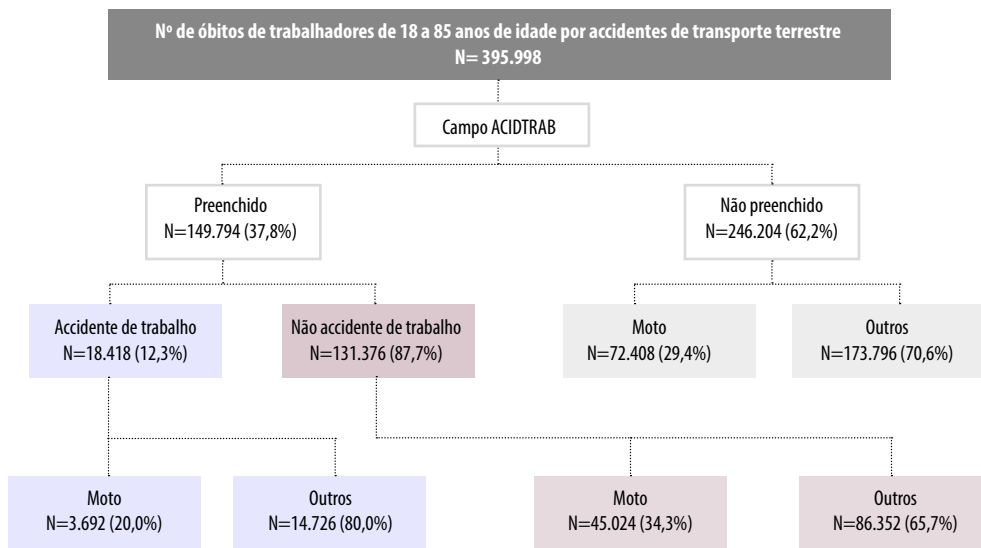 Nº de óbitos de trabalhadores de 18 a 85 anos de idade por accidentes de transporte terrestre
N= 395.998
Campo ACIDTRAB
Preenchido
N=149.794 (37,8%)
Não preenchido
N=246.204 (62,2%)
Accidente de trabalho
N=18.418 (12,3%)
Não accidente de trabalho
N=131.376 (87,7%)
Moto
N=72.408 (29,4%)
Outros
N=173.796 (70,6%)
Moto
N=3.692 (20,0%)
Outros
N=14.726 (80,0%)
Moto
N=45.024 (34,3%)
Outros
N=86.352 (65,7%)